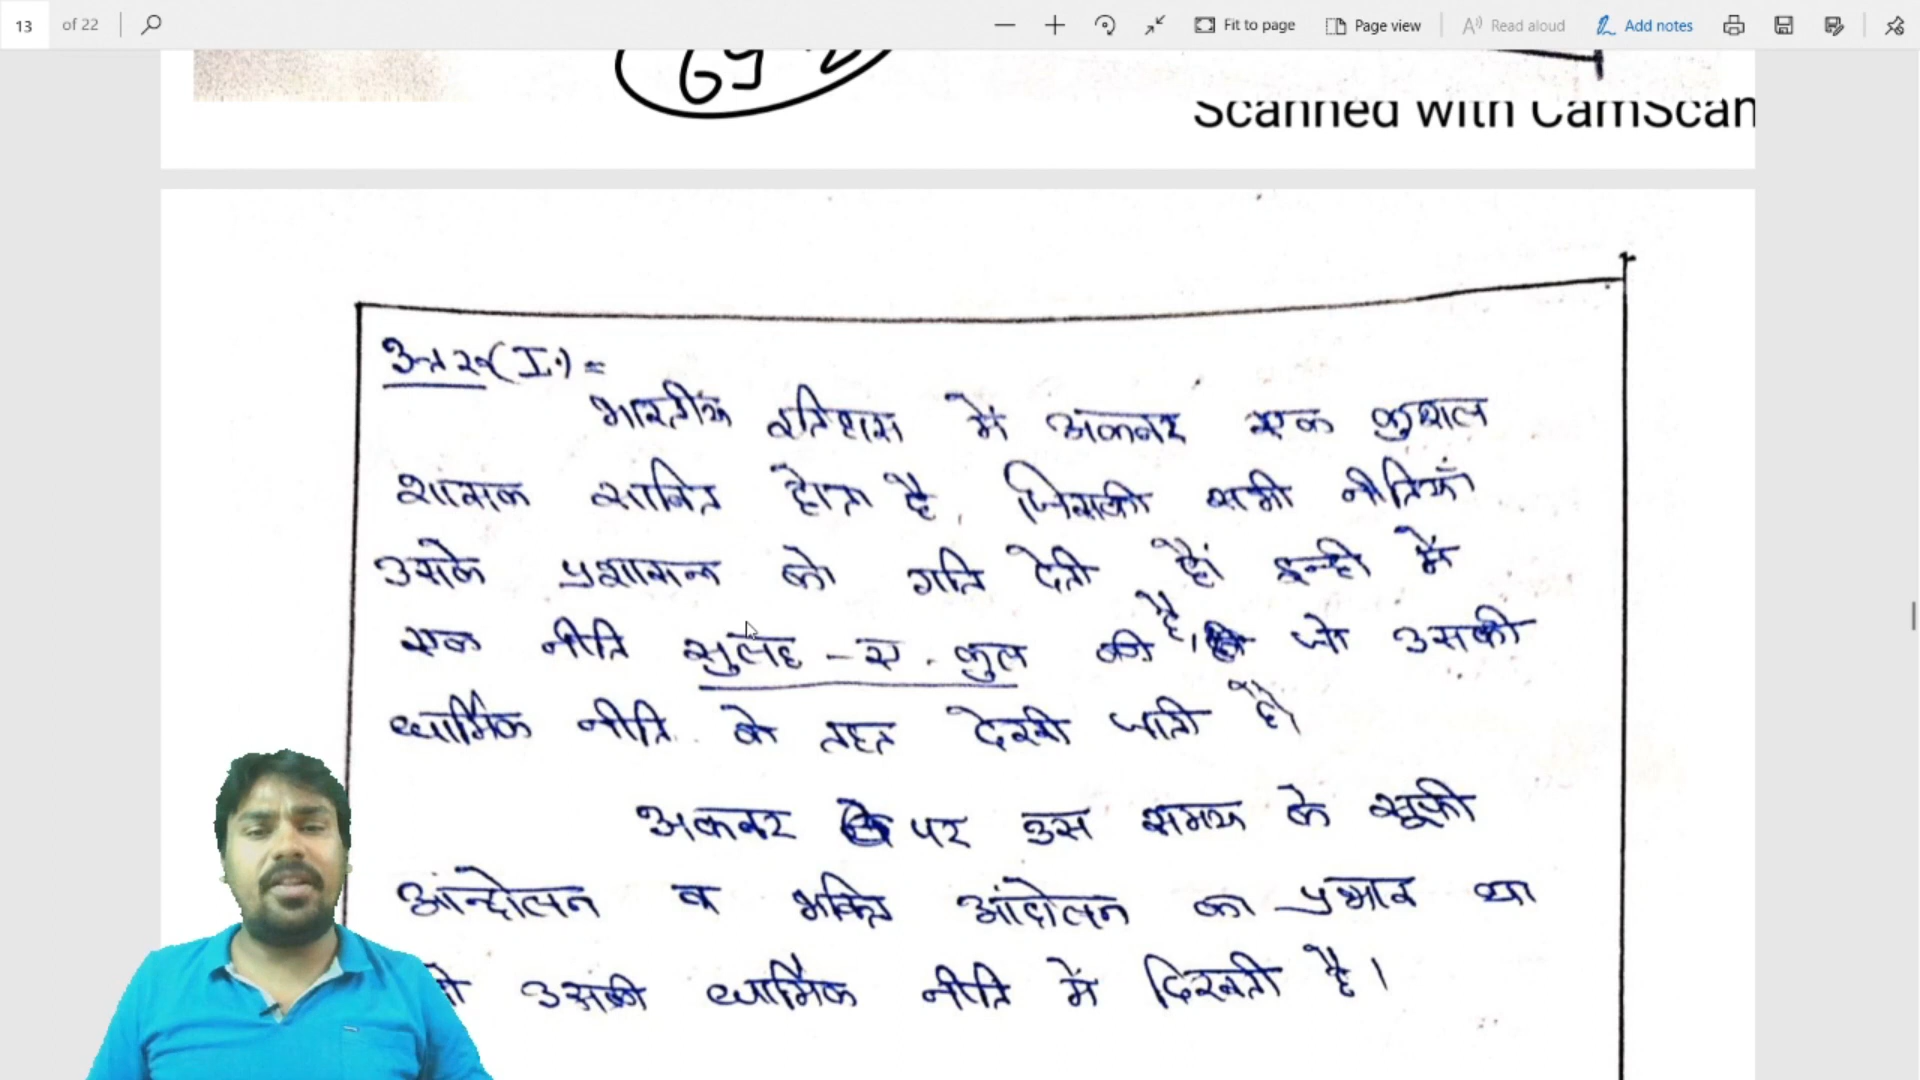 13 of 22 Fit to page Page view Read aloud Add notes
Scanned with CamScan
उत्तर(I.) =
भारतीय इतिहास में अकबर एक कुशल
शासक साबित होता है, जिसकी सभी नीतियाँ
उसके प्रशासन को गति देती हैं। इन्ही में
एक नीति सुलह - ए - कुल की है, जो उसकी
धार्मिक नीति के तहत देखी जाती है।
अकबर पर उस समय के सूफी
आन्दोलन व भक्ति आंदोलन का प्रभाव था
जो उसकी धार्मिक नीति में दिखती है।